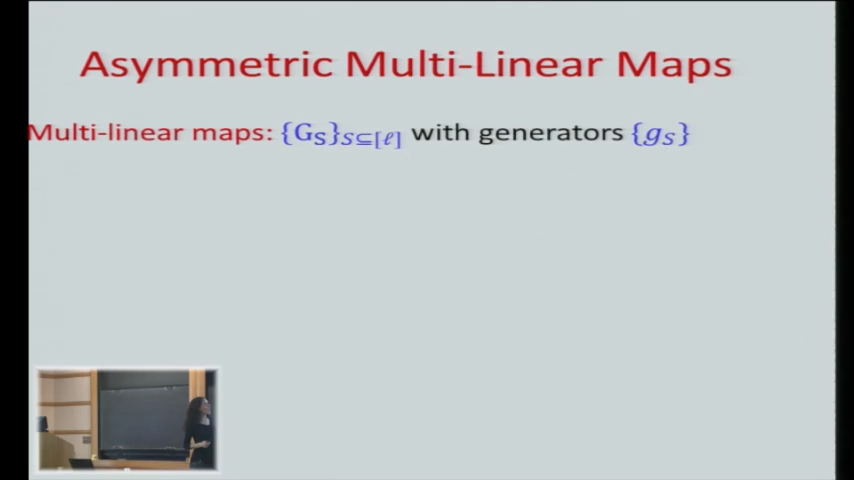 Asymmetric Multi-Linear Maps
Multi-linear maps: {G_S}_{S⊆[ℓ]} with generators {g_S}